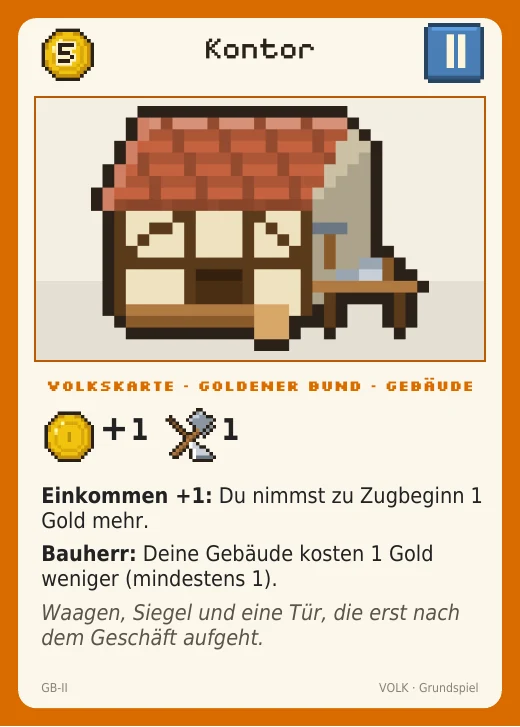 5 Kontor II
VOLKSKARTE · GOLDENER BUND · GEBÄUDE
+1 1
Einkommen +1: Du nimmst zu Zugbeginn 1
Gold mehr.
Bauherr: Deine Gebäude kosten 1 Gold
weniger (mindestens 1).
Waagen, Siegel und eine Tür, die erst nach
dem Geschäft aufgeht.
GB-II VOLK · Grundspiel